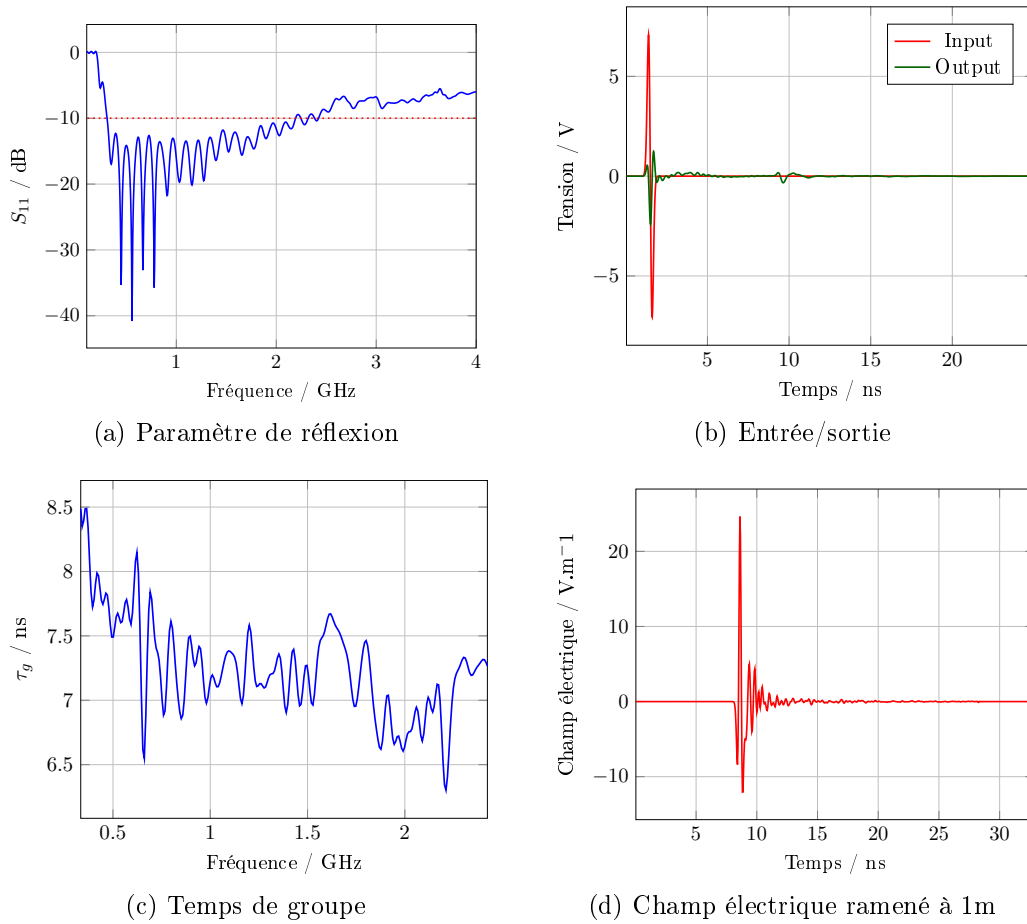 0
−10
−20
−30
−40
1
2
3
4
S11 / dB
Fréquence / GHz
(a) Paramètre de réflexion
5
0
−5
5
10
15
20
Tension / V
Temps / ns
Input
Output
(b) Entrée/sortie
8.5
8
7.5
7
6.5
0.5
1
1.5
2
τg / ns
Fréquence / GHz
(c) Temps de groupe
20
10
0
−10
5
10
15
20
25
30
Champ électrique / V.m−1
Temps / ns
(d) Champ électrique ramené à 1m